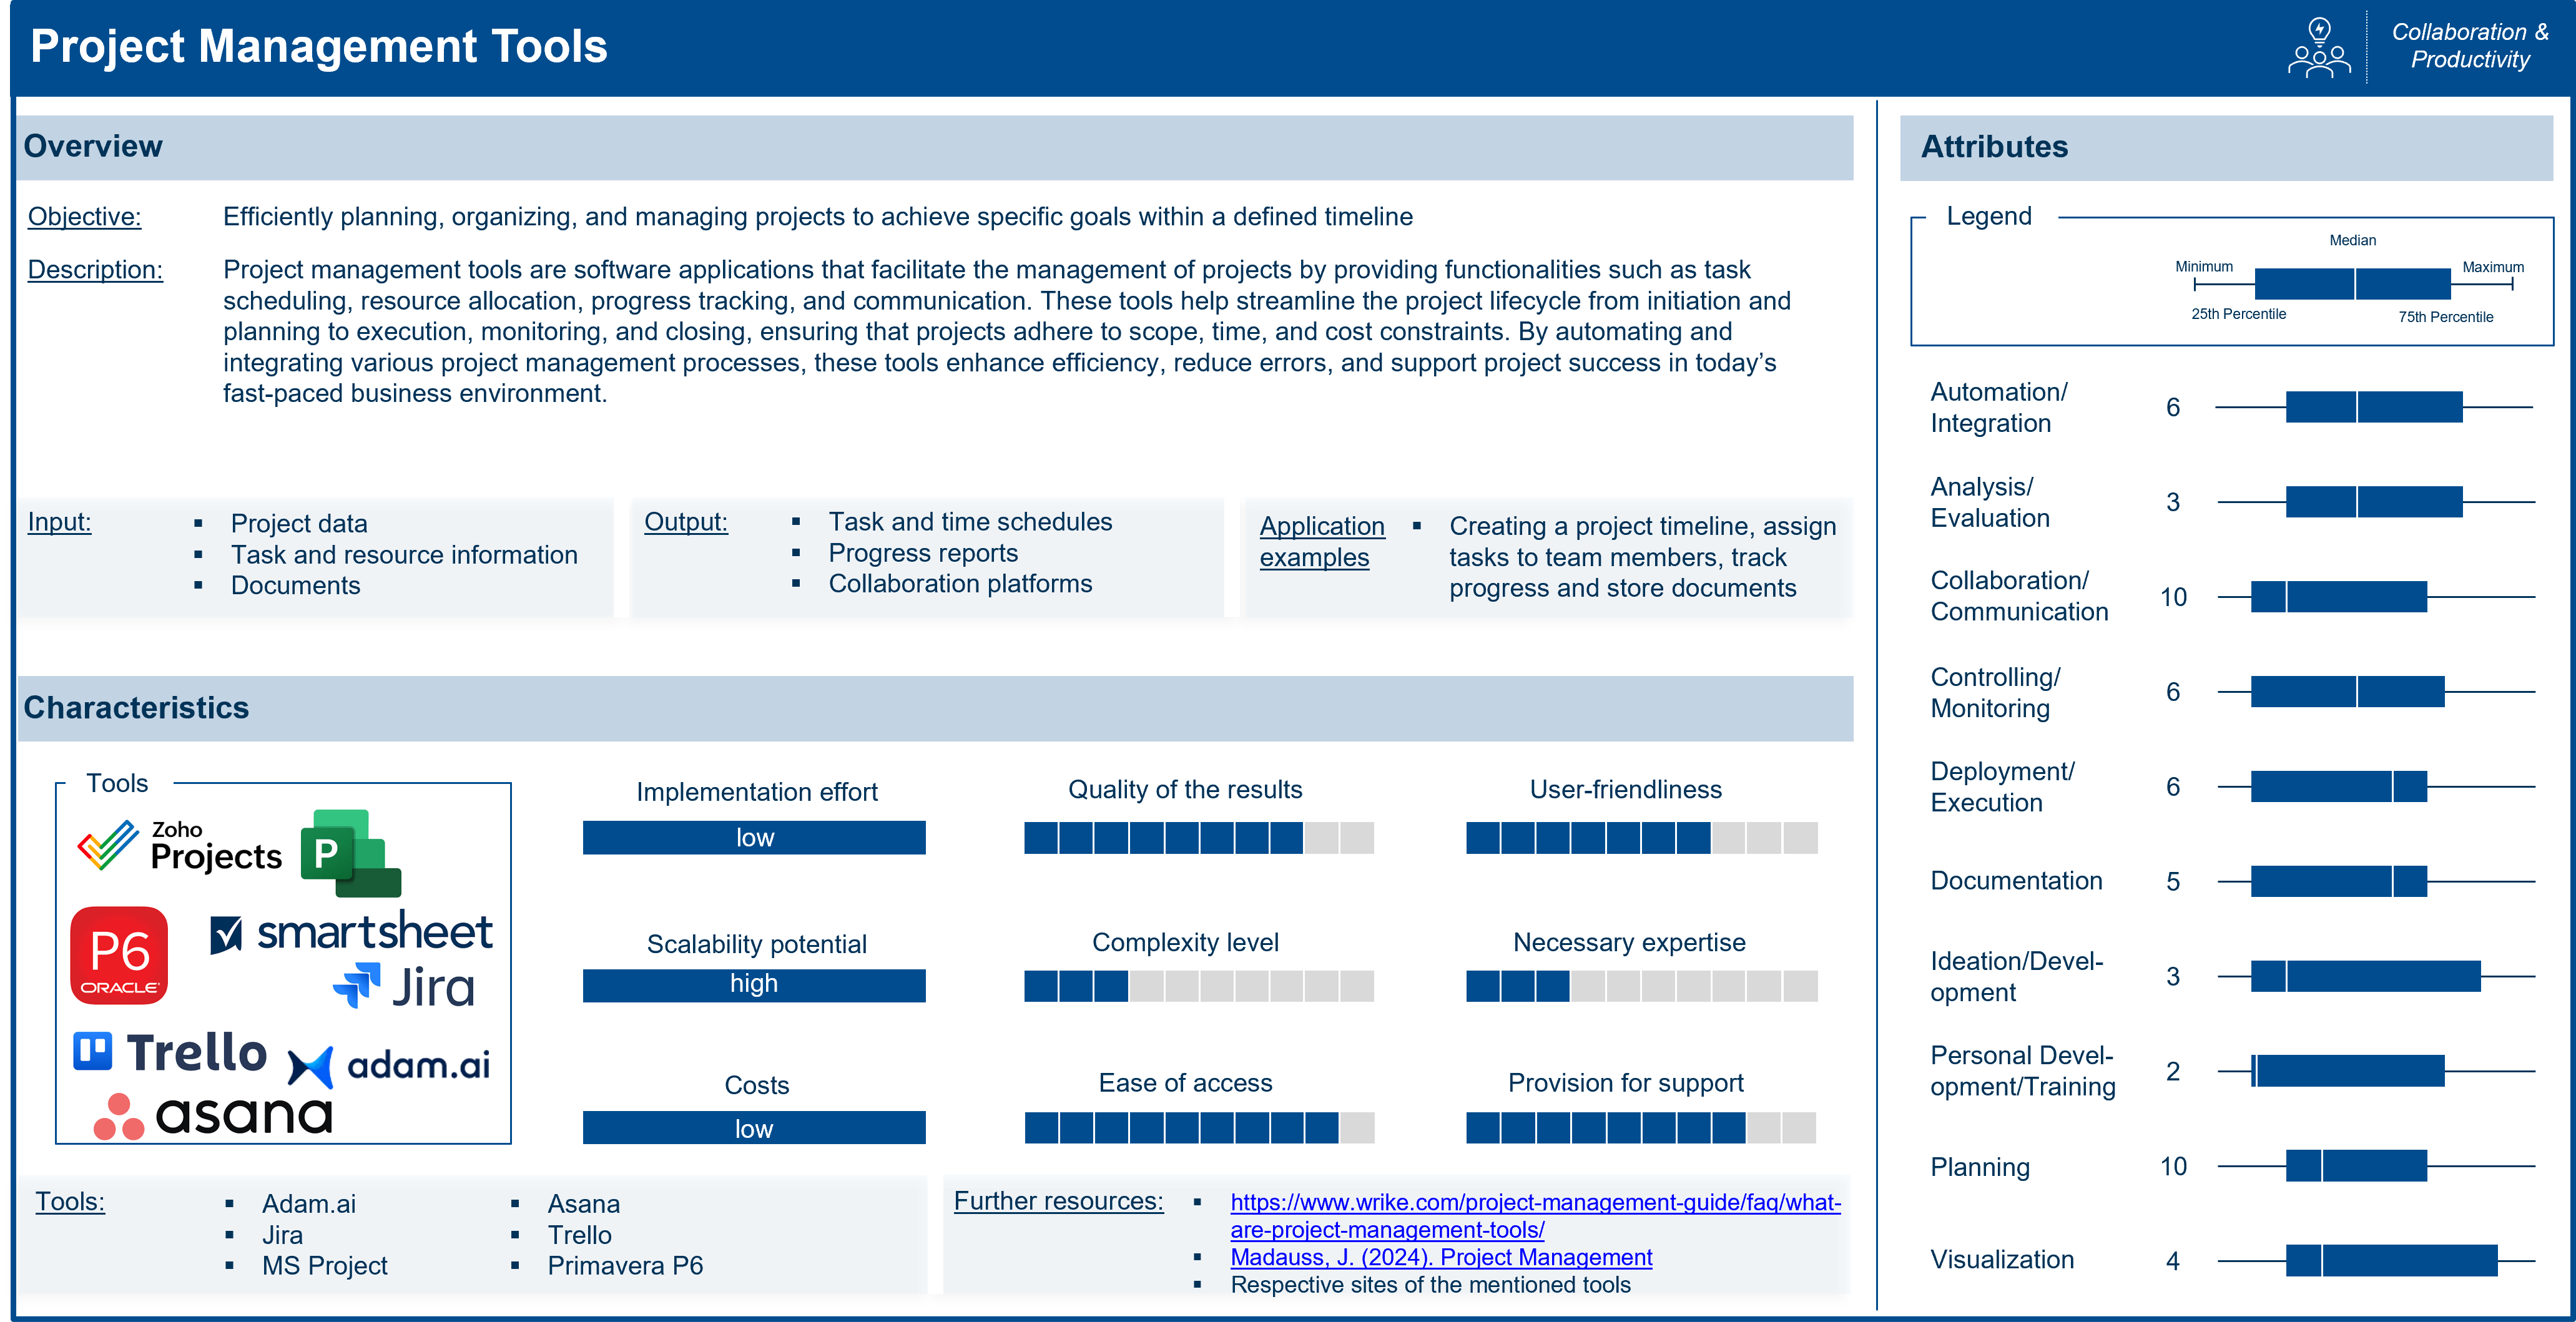 Project Management Tools
Collaboration &
Productivity
Overview
Objective:
Efficiently planning, organizing, and managing projects to achieve specific goals within a defined timeline
Description:
Project management tools are software applications that facilitate the management of projects by providing functionalities such as task
scheduling, resource allocation, progress tracking, and communication. These tools help streamline the project lifecycle from initiation and
planning to execution, monitoring, and closing, ensuring that projects adhere to scope, time, and cost constraints. By automating and
integrating various project management processes, these tools enhance efficiency, reduce errors, and support project success in today’s
fast-paced business environment.
Input:
▪ Project data
▪ Task and resource information
▪ Documents
Output:
▪ Task and time schedules
▪ Progress reports
▪ Collaboration platforms
Application
examples
▪ Creating a project timeline, assign
tasks to team members, track
progress and store documents
Characteristics
Tools
Zoho
Projects
P
P6
ORACLE
smartsheet
Jira
Trello
adam.ai
asana
Implementation effort
low
Quality of the results
User-friendliness
Scalability potential
high
Complexity level
Necessary expertise
Costs
low
Ease of access
Provision for support
Tools:
▪ Adam.ai
▪ Jira
▪ MS Project
▪ Asana
▪ Trello
▪ Primavera P6
Further resources:
▪ https://www.wrike.com/project-management-guide/faq/what-
are-project-management-tools/
▪ Madauss, J. (2024). Project Management
▪ Respective sites of the mentioned tools
Attributes
Legend
Median
Minimum
Maximum
25th Percentile
75th Percentile
Automation/
Integration
6
Analysis/
Evaluation
3
Collaboration/
Communication
10
Controlling/
Monitoring
6
Deployment/
Execution
6
Documentation
5
Ideation/Devel-
opment
3
Personal Devel-
opment/Training
2
Planning
10
Visualization
4